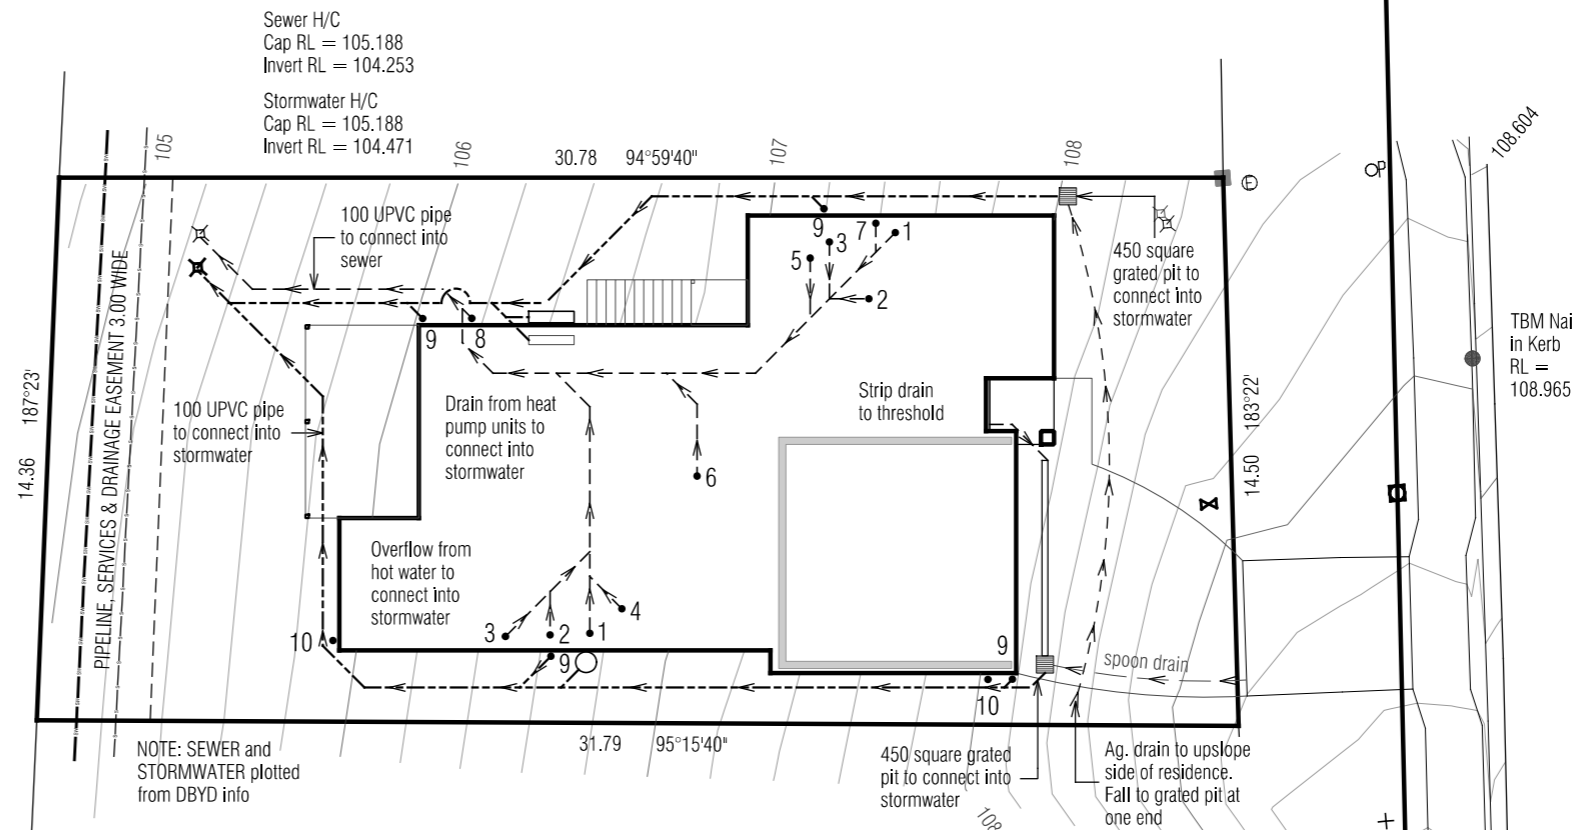 Sewer H/C
Cap RL = 105.188
Invert RL = 104.253
Stormwater H/C
Cap RL = 105.188
Invert RL = 104.471
105
106
30.78 94°59'40"
107
108
108.604
E
P
100 UPVC pipe
to connect into
sewer
9
7
1
3
5
2
450 square
grated pit to
connect into
stormwater
TBM Nai
in Kerb
RL =
108.965
9
8
PIPELINE, SERVICES & DRAINAGE EASEMENT 3.00 WIDE
187°23'
14.36
100 UPVC pipe
to connect into
stormwater
Drain from heat
pump units to
connect into
stormwater
Strip drain
to threshold
183°22'
14.50
6
Overflow from
hot water to
connect into
stormwater
4
3
2
1
10
9
9
spoon drain
10
31.79 95°15'40"
NOTE: SEWER and
STORMWATER plotted
from DBYD info
450 square grated
pit to connect into
stormwater
Ag. drain to upslope
side of residence.
Fall to grated pit at
one end
108